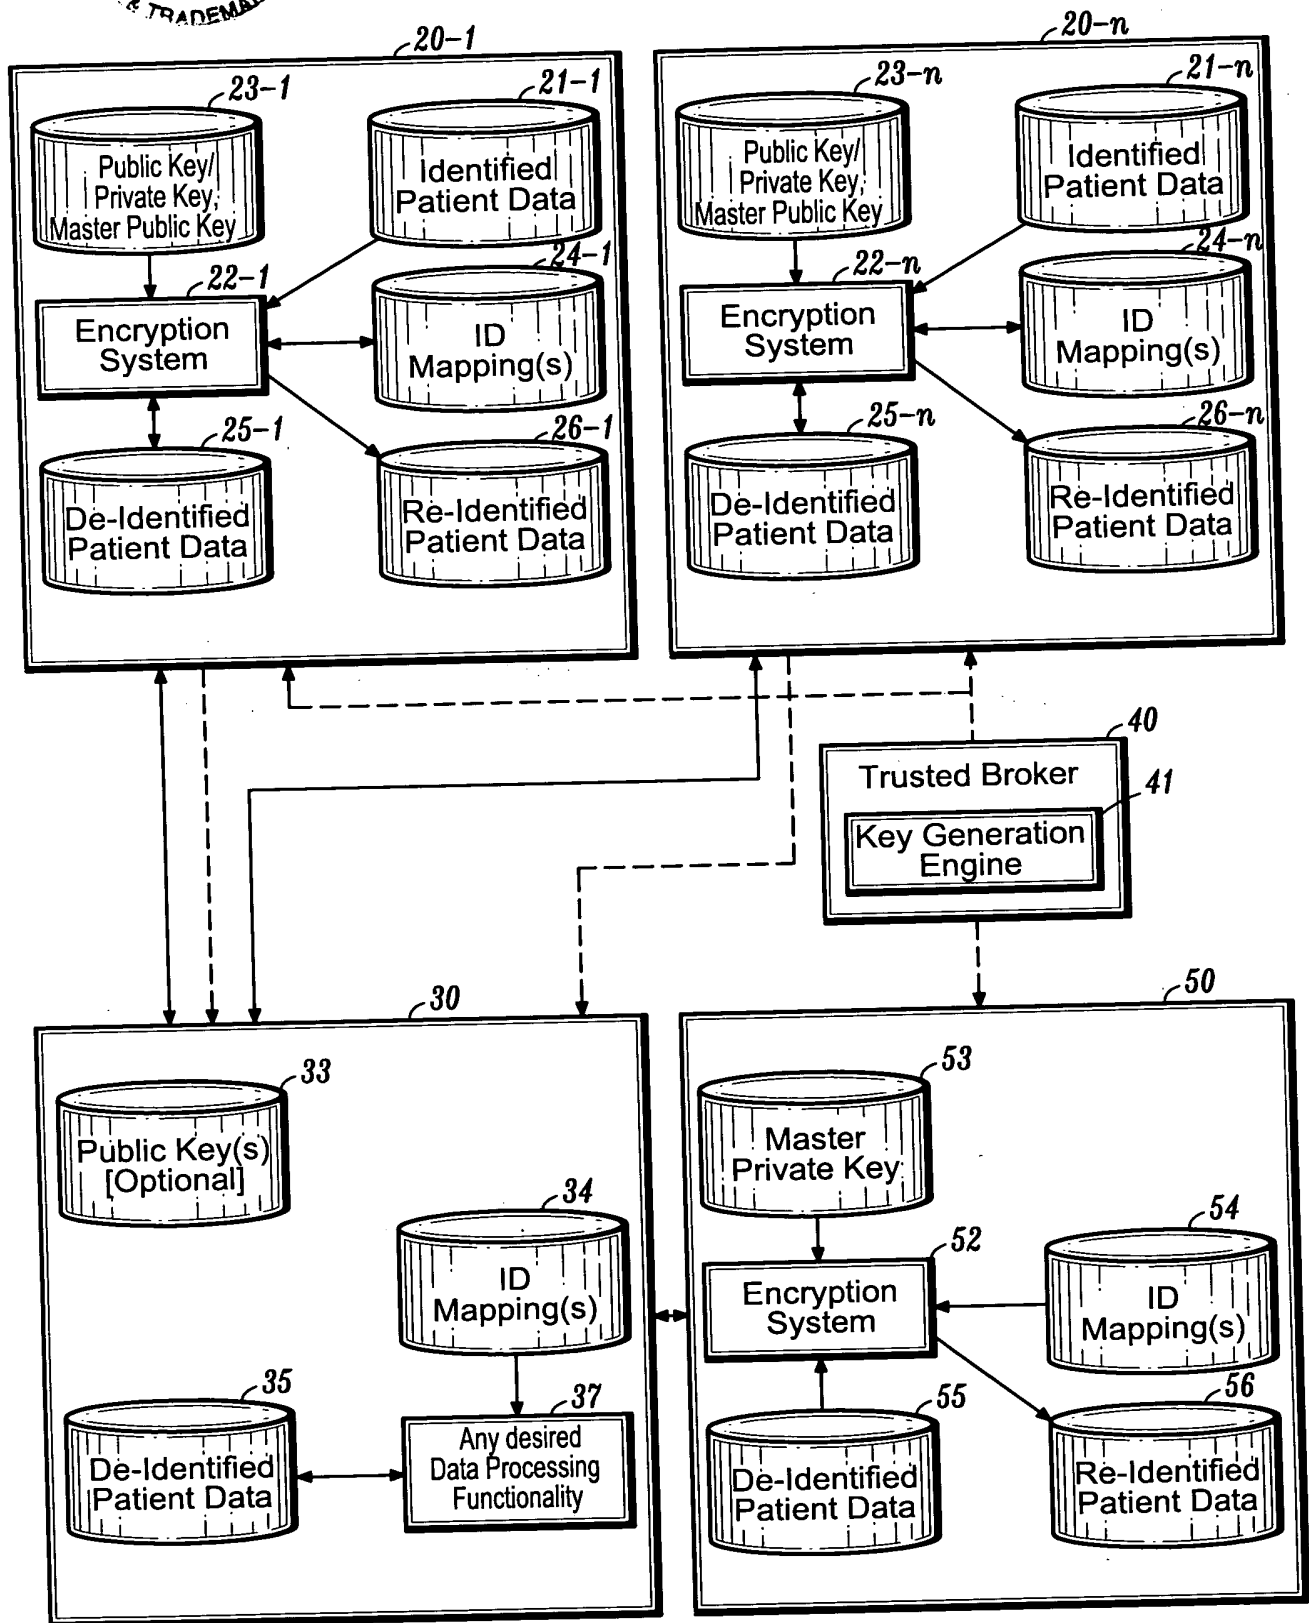 & TRADEMA
20-1
23-1
21-1
Public Key/
Private Key,
Master Public Key
Identified
Patient Data
22-1
24-1
Encryption
System
ID
Mapping(s)
25-1
26-1
De-Identified
Patient Data
Re-Identified
Patient Data
20-n
23-n
21-n
Public Key/
Private Key,
Master Public Key
Identified
Patient Data
22-n
24-n
Encryption
System
ID
Mapping(s)
25-n
26-n
De-Identified
Patient Data
Re-Identified
Patient Data
40
Trusted Broker
41
Key Generation
Engine
30
33
Public Key(s)
[Optional]
34
ID
Mapping(s)
35
De-Identified
Patient Data
37
Any desired
Data Processing
Functionality
50
53
Master
Private Key
52
Encryption
System
54
ID
Mapping(s)
55
De-Identified
Patient Data
56
Re-Identified
Patient Data